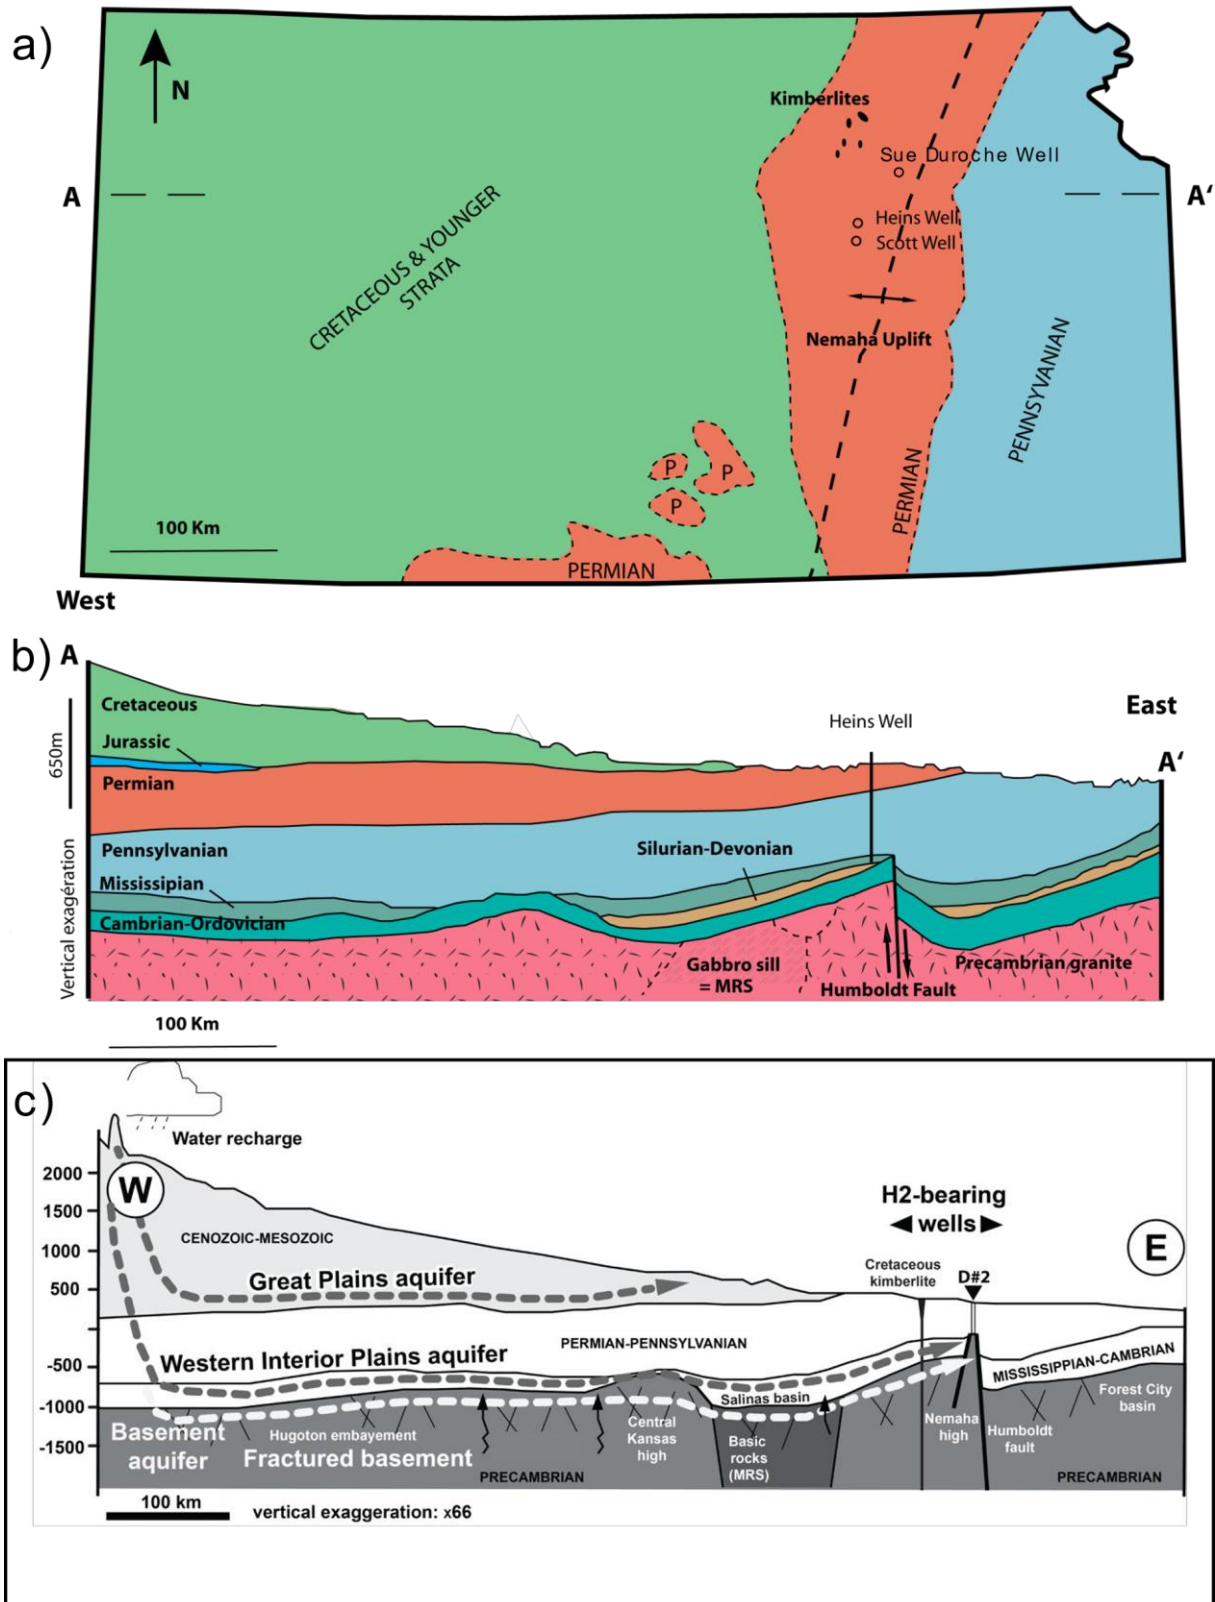 a)
N
Kimberlites
Sue Duroche Well
A
A‘
Heins Well
Scott Well
CRETACEOUS & YOUNGER
STRATA
Nemaha Uplift
PENNSYVANIAN
P
P
P
PERMIAN
100 Km
PERMIAN
West
b)
A
East
Cretaceous
Heins Well
Jurassic
650m
A‘
Permian
Vertical exagération
Pennsylvanian
Silurian-Devonian
Mississipian
Cambrian-Ordovician
Gabbro sill
= MRS
Precambrian granite
Humboldt Fault
100 Km
c)
Water recharge
2000
W
H2-bearing
wells
1500
CENOZOIC-MESOZOIC
E
1000
Great Plains aquifer
Cretaceous
kimberlite
D#2
500
PERMIAN-PENNSYLVANIAN
Western Interior Plains aquifer
-500
MISSISSIPPIAN-CAMBRIAN
Salinas basin
-1000
Basement
aquifer
Hugoton embayement
Fractured basement
Central
Kansas
high
Basic
rocks
(MRS)
Nemaha
high
Humboldt
fault
Forest City
basin
-1500
PRECAMBRIAN
PRECAMBRIAN
100 km
vertical exaggeration: x66